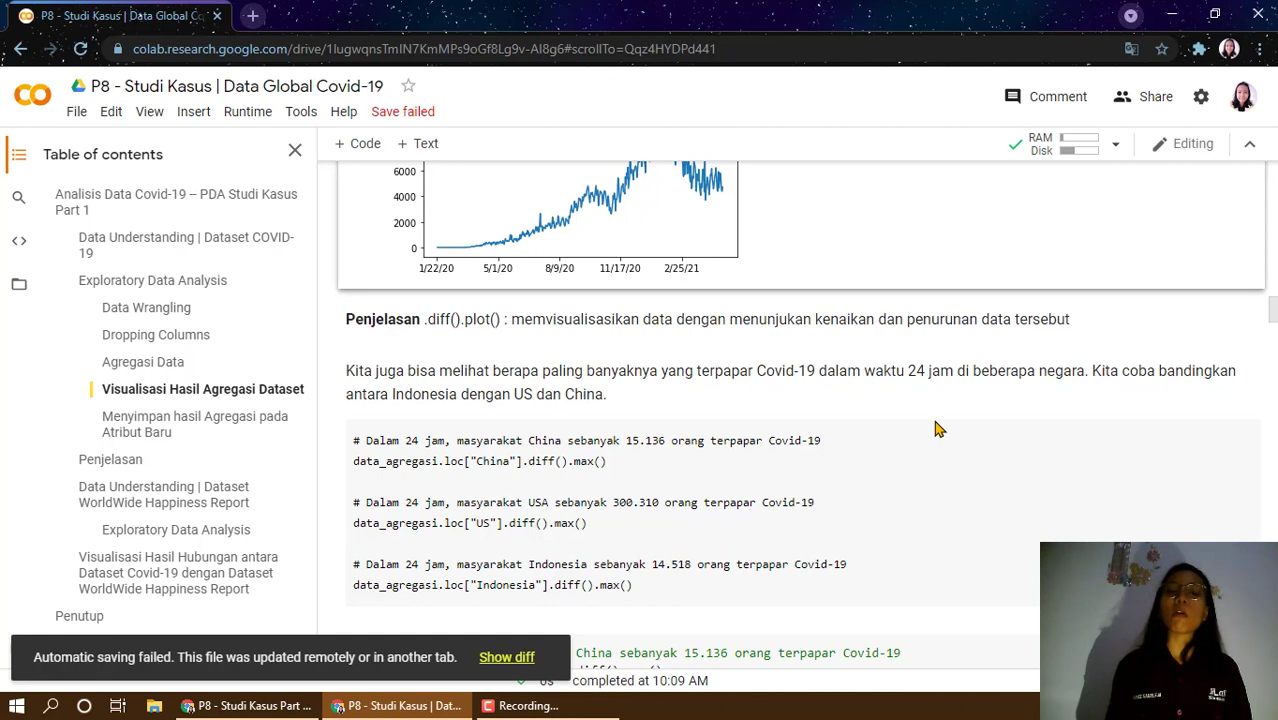 P8 - Studi Kasus | Data Global Co
colab.research.google.com/drive/1lugwqnsTmIN7KmMPs9oGf8Lg9v-AI8g6#scrollTo=Qqz4HYDPd441
P8 - Studi Kasus | Data Global Covid-19
Comment
Share
File Edit View Insert Runtime Tools Help Save failed
Table of contents
+ Code + Text
RAM
Disk
Editing
Analisis Data Covid-19 – PDA Studi Kasus
Part 1
Data Understanding | Dataset COVID-
19
Exploratory Data Analysis
Data Wrangling
Dropping Columns
Agregasi Data
Visualisasi Hasil Agregasi Dataset
Menyimpan hasil Agregasi pada
Atribut Baru
Penjelasan
Data Understanding | Dataset
WorldWide Happiness Report
Exploratory Data Analysis
Visualisasi Hasil Hubungan antara
Dataset Covid-19 dengan Dataset
WorldWide Happiness Report
Penutup
6000
4000
2000
0
1/22/20 5/1/20 8/9/20 11/17/20 2/25/21
Penjelasan .diff().plot() : memvisualisasikan data dengan menunjukan kenaikan dan penurunan data tersebut
Kita juga bisa melihat berapa paling banyaknya yang terpapar Covid-19 dalam waktu 24 jam di beberapa negara. Kita coba bandingkan
antara Indonesia dengan US dan China.
# Dalam 24 jam, masyarakat China sebanyak 15.136 orang terpapar Covid-19
data_agregasi.loc["China"].diff().max()
# Dalam 24 jam, masyarakat USA sebanyak 300.310 orang terpapar Covid-19
data_agregasi.loc["US"].diff().max()
# Dalam 24 jam, masyarakat Indonesia sebanyak 14.518 orang terpapar Covid-19
data_agregasi.loc["Indonesia"].diff().max()
China sebanyak 15.136 orang terpapar Covid-19
Automatic saving failed. This file was updated remotely or in another tab. Show diff
completed at 10:09 AM
P8 - Studi Kasus Part ...
P8 - Studi Kasus | Dat...
Recording...